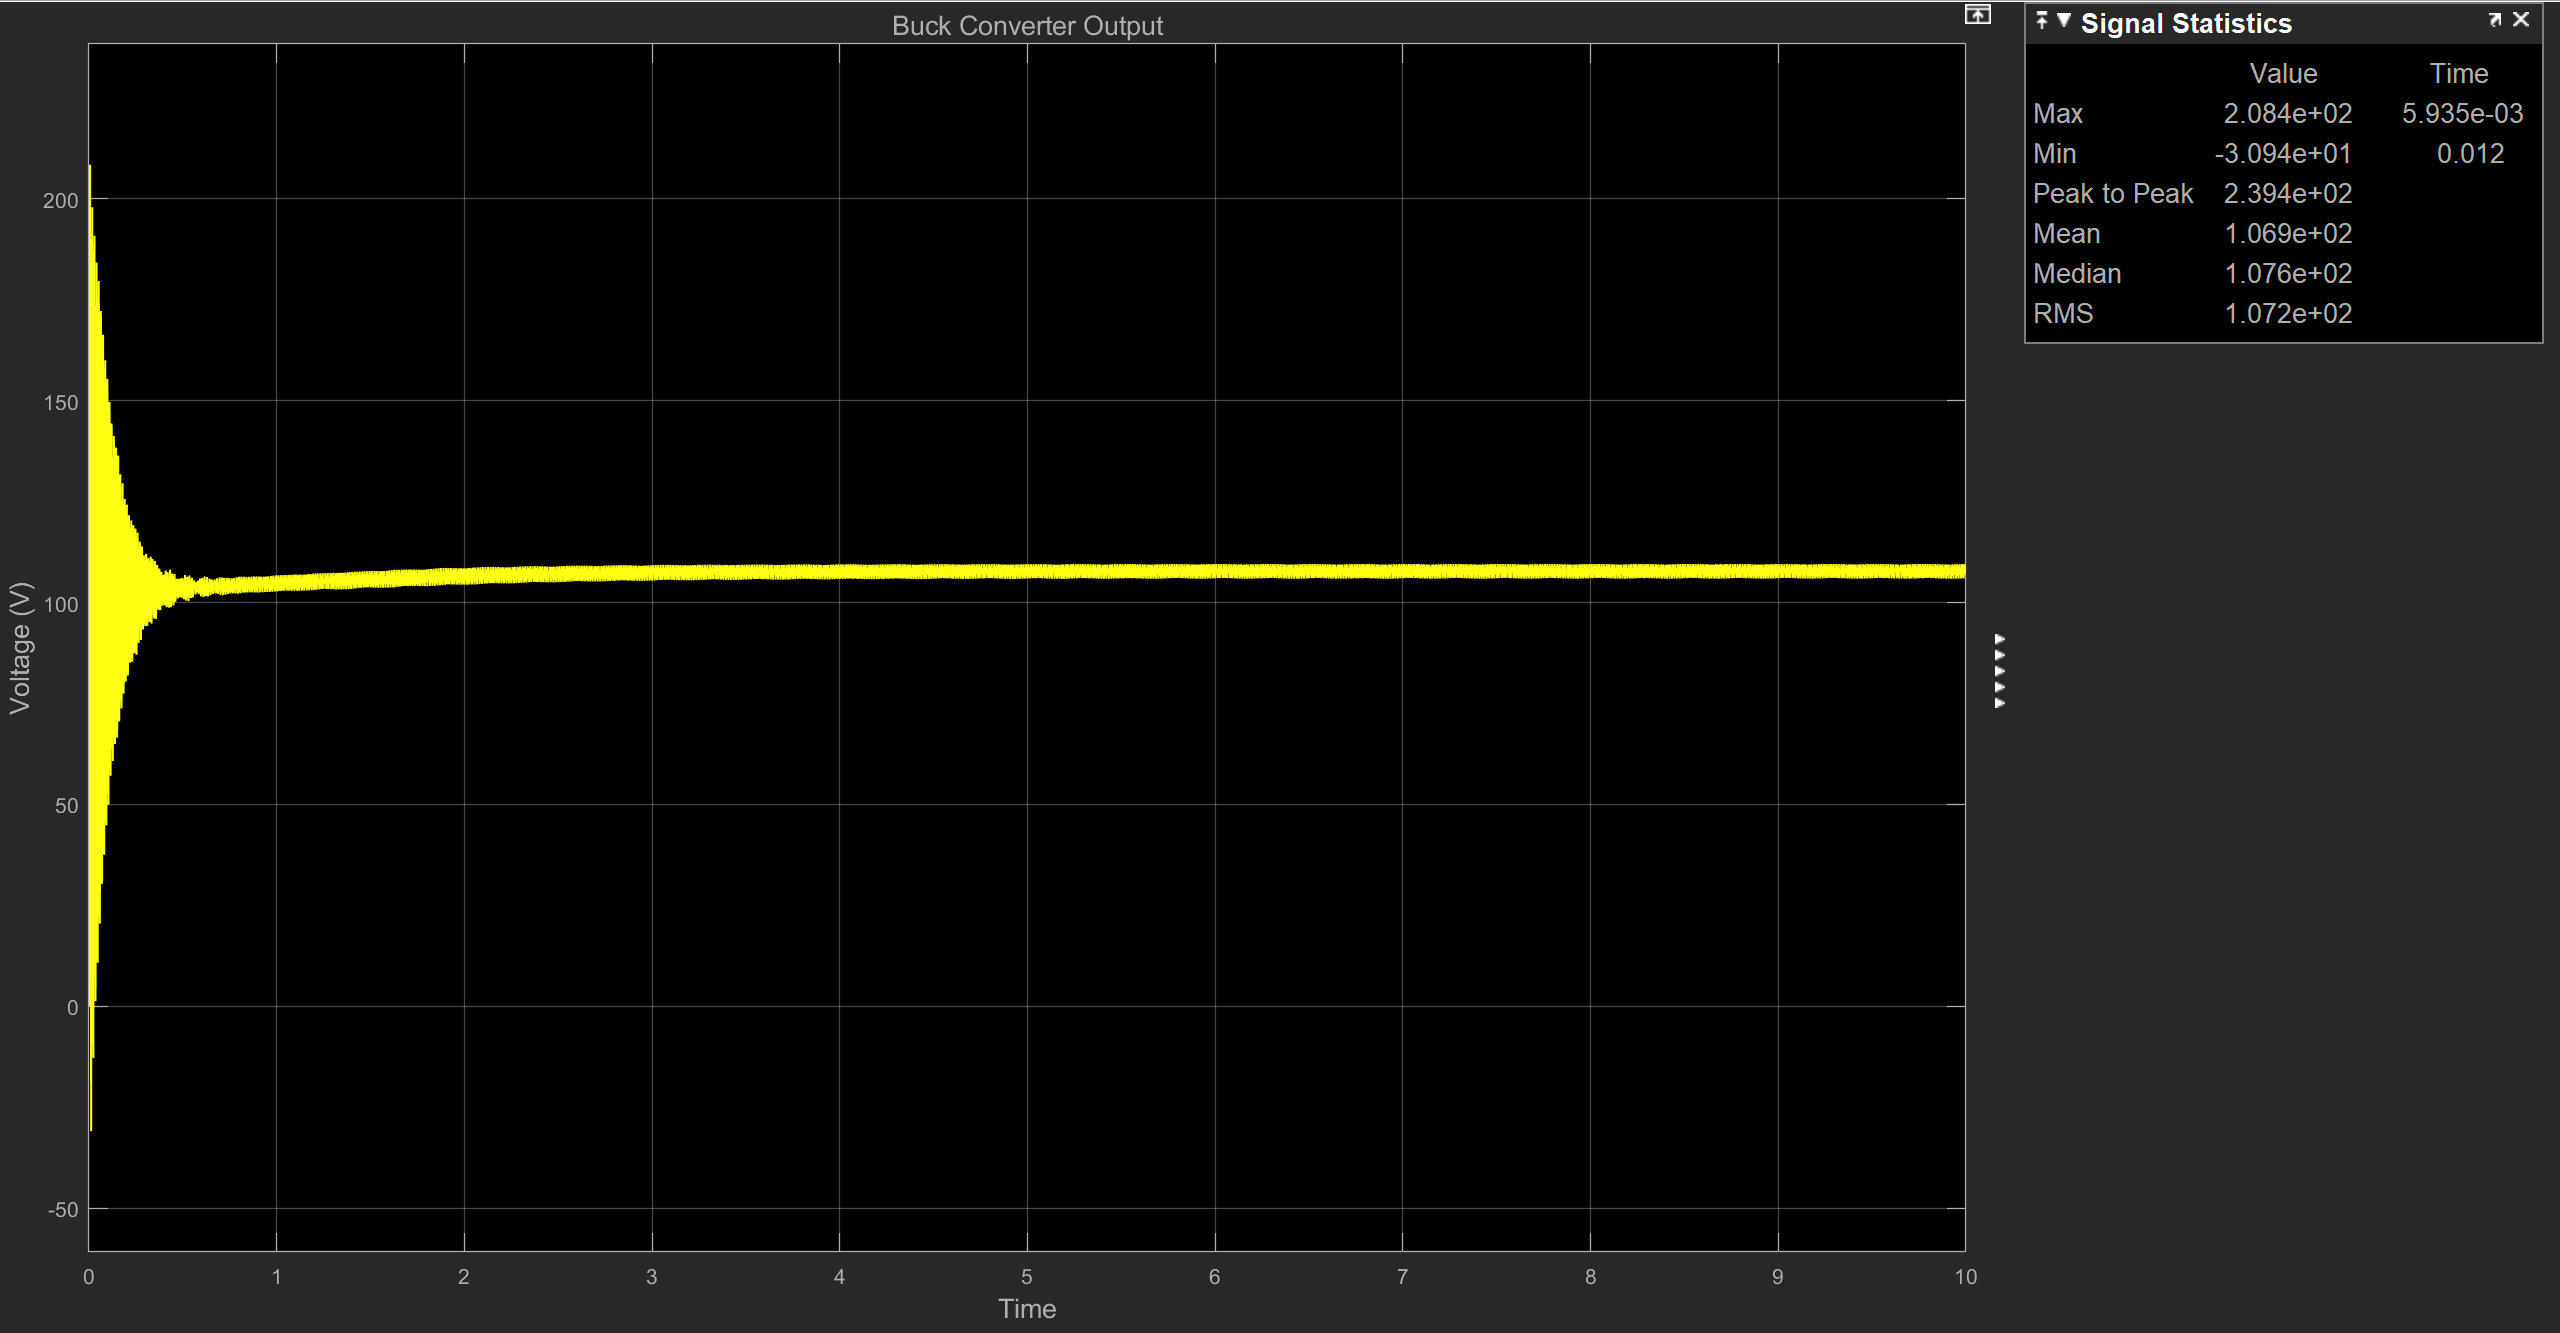 Buck Converter Output
Signal Statistics
Value Time
Max 2.084e+02 5.935e-03
Min -3.094e+01 0.012
Peak to Peak 2.394e+02
Mean 1.069e+02
Median 1.076e+02
RMS 1.072e+02
Voltage (V)
200
150
100
50
0
-50
0 1 2 3 4 5 6 7 8 9 10
Time